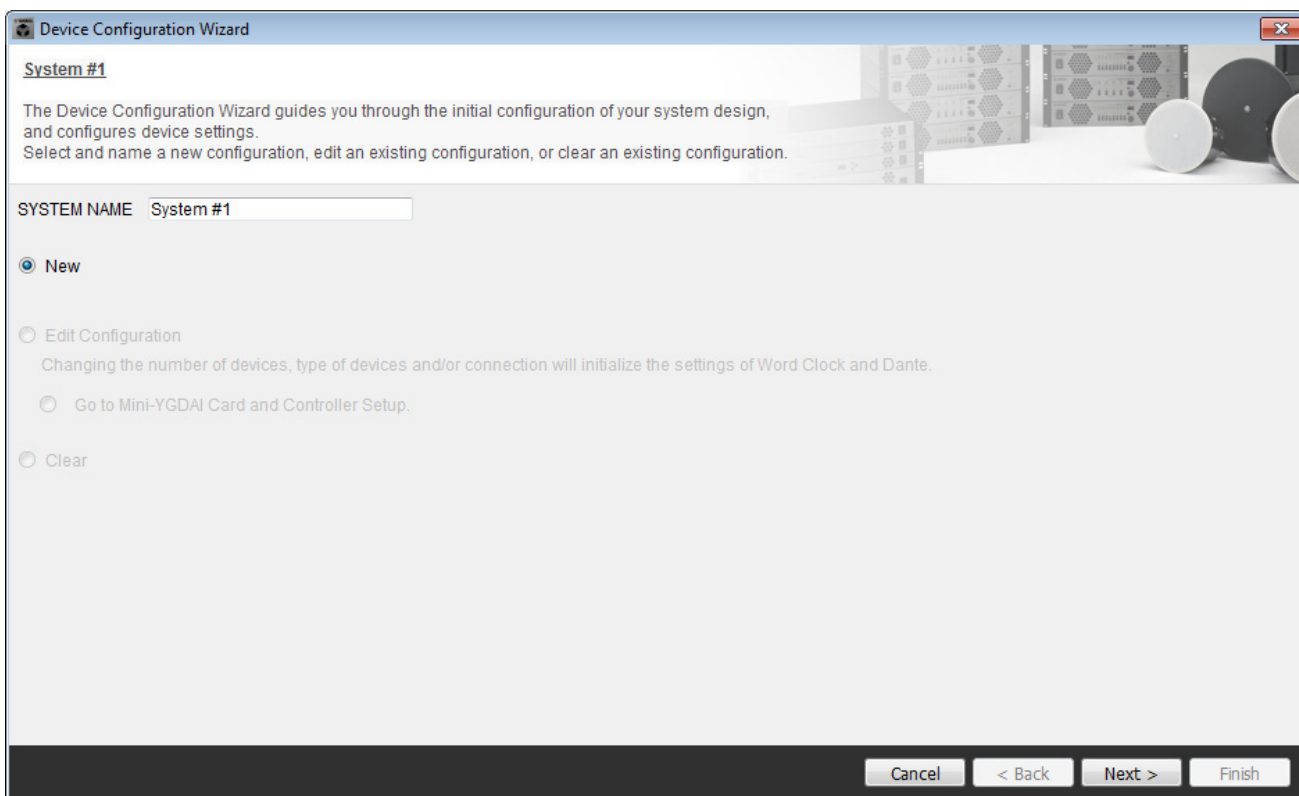 Device Configuration Wizard
System #1
The Device Configuration Wizard guides you through the initial configuration of your system design,
and configures device settings.
Select and name a new configuration, edit an existing configuration, or clear an existing configuration.
SYSTEM NAME System #1
New
Edit Configuration
Changing the number of devices, type of devices and/or connection will initialize the settings of Word Clock and Dante.
Go to Mini-YGDAI Card and Controller Setup.
Clear
Cancel < Back Next > Finish